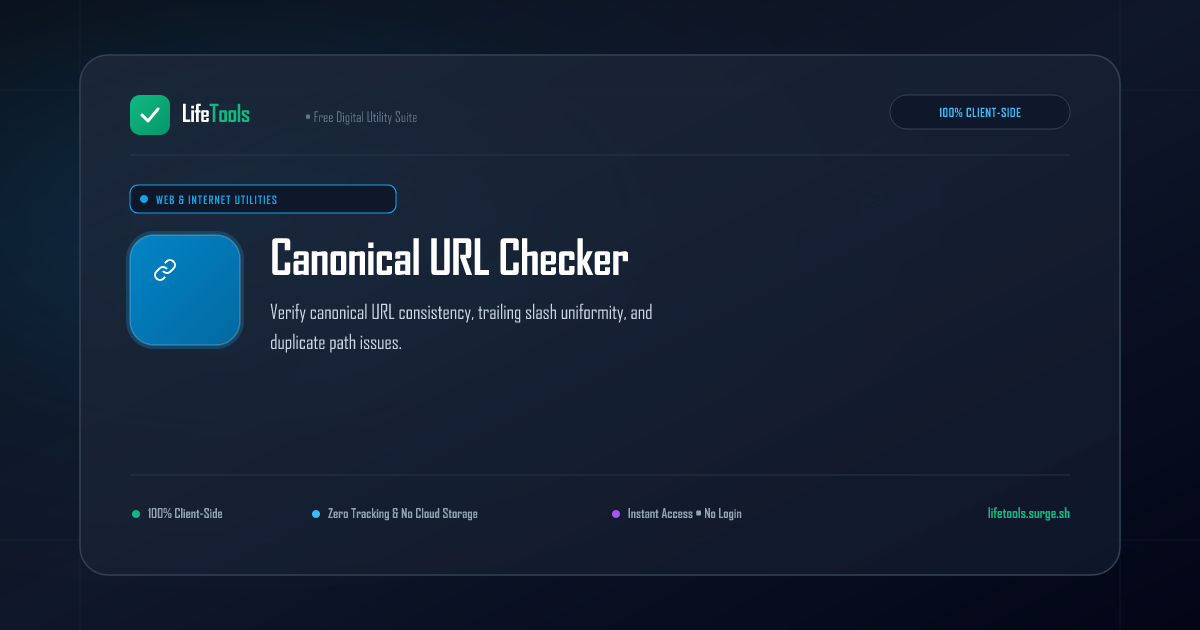 LifeTools
▪ Free Digital Utility Suite
100% CLIENT-SIDE
WEB & INTERNET UTILITIES
Canonical URL Checker
Verify canonical URL consistency, trailing slash uniformity, and
duplicate path issues.
100% Client-Side
Zero Tracking & No Cloud Storage
Instant Access ▪ No Login
lifetools.surge.sh